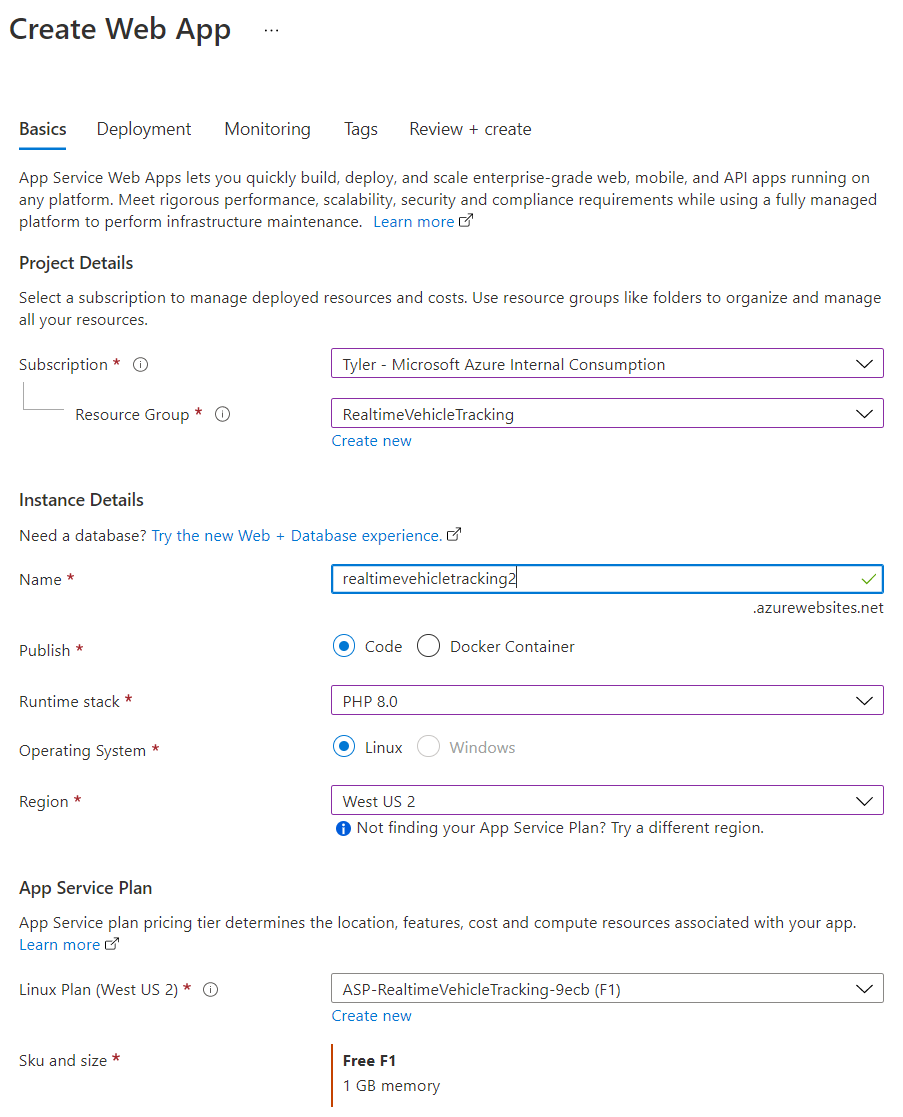 Create Web App ...
Basics Deployment Monitoring Tags Review + create
App Service Web Apps lets you quickly build, deploy, and scale enterprise-grade web, mobile, and API apps running on
any platform. Meet rigorous performance, scalability, security and compliance requirements while using a fully managed
platform to perform infrastructure maintenance. Learn more
Project Details
Select a subscription to manage deployed resources and costs. Use resource groups like folders to organize and manage
all your resources.
Subscription * Tyler - Microsoft Azure Internal Consumption
Resource Group * RealtimeVehicleTracking
Create new
Instance Details
Need a database? Try the new Web + Database experience.
Name * realtimevehicletracking2
.azurewebsites.net
Publish * Code Docker Container
Runtime stack * PHP 8.0
Operating System * Linux Windows
Region * West US 2
Not finding your App Service Plan? Try a different region.
App Service Plan
App Service plan pricing tier determines the location, features, cost and compute resources associated with your app.
Learn more
Linux Plan (West US 2) * ASP-RealtimeVehicleTracking-9ecb (F1)
Create new
Sku and size * Free F1
1 GB memory